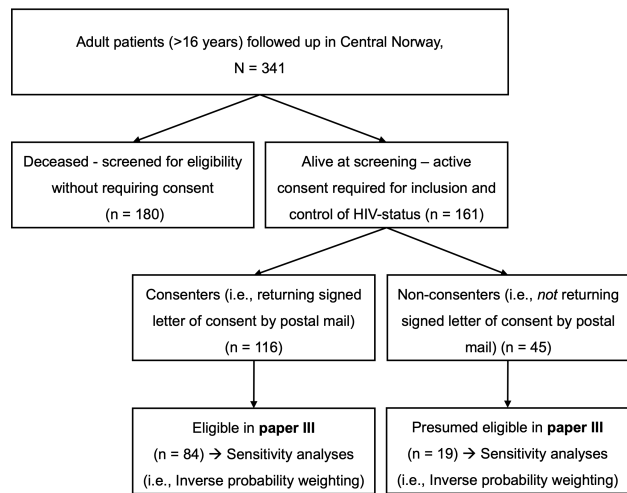 Adult patients (>16 years) followed up in Central Norway,
N = 341
Deceased - screened for eligibility
without requiring consent
(n = 180)
Alive at screening – active
consent required for inclusion and
control of HIV-status (n = 161)
Consenters (i.e., returning signed
letter of consent by postal mail)
(n = 116)
Non-consenters (i.e., not returning
signed letter of consent by postal
mail) (n = 45)
Eligible in paper III
(n = 84) → Sensitivity analyses
(i.e., Inverse probability weighting)
Presumed eligible in paper III
(n = 19) → Sensitivity analyses
(i.e., Inverse probability weighting)